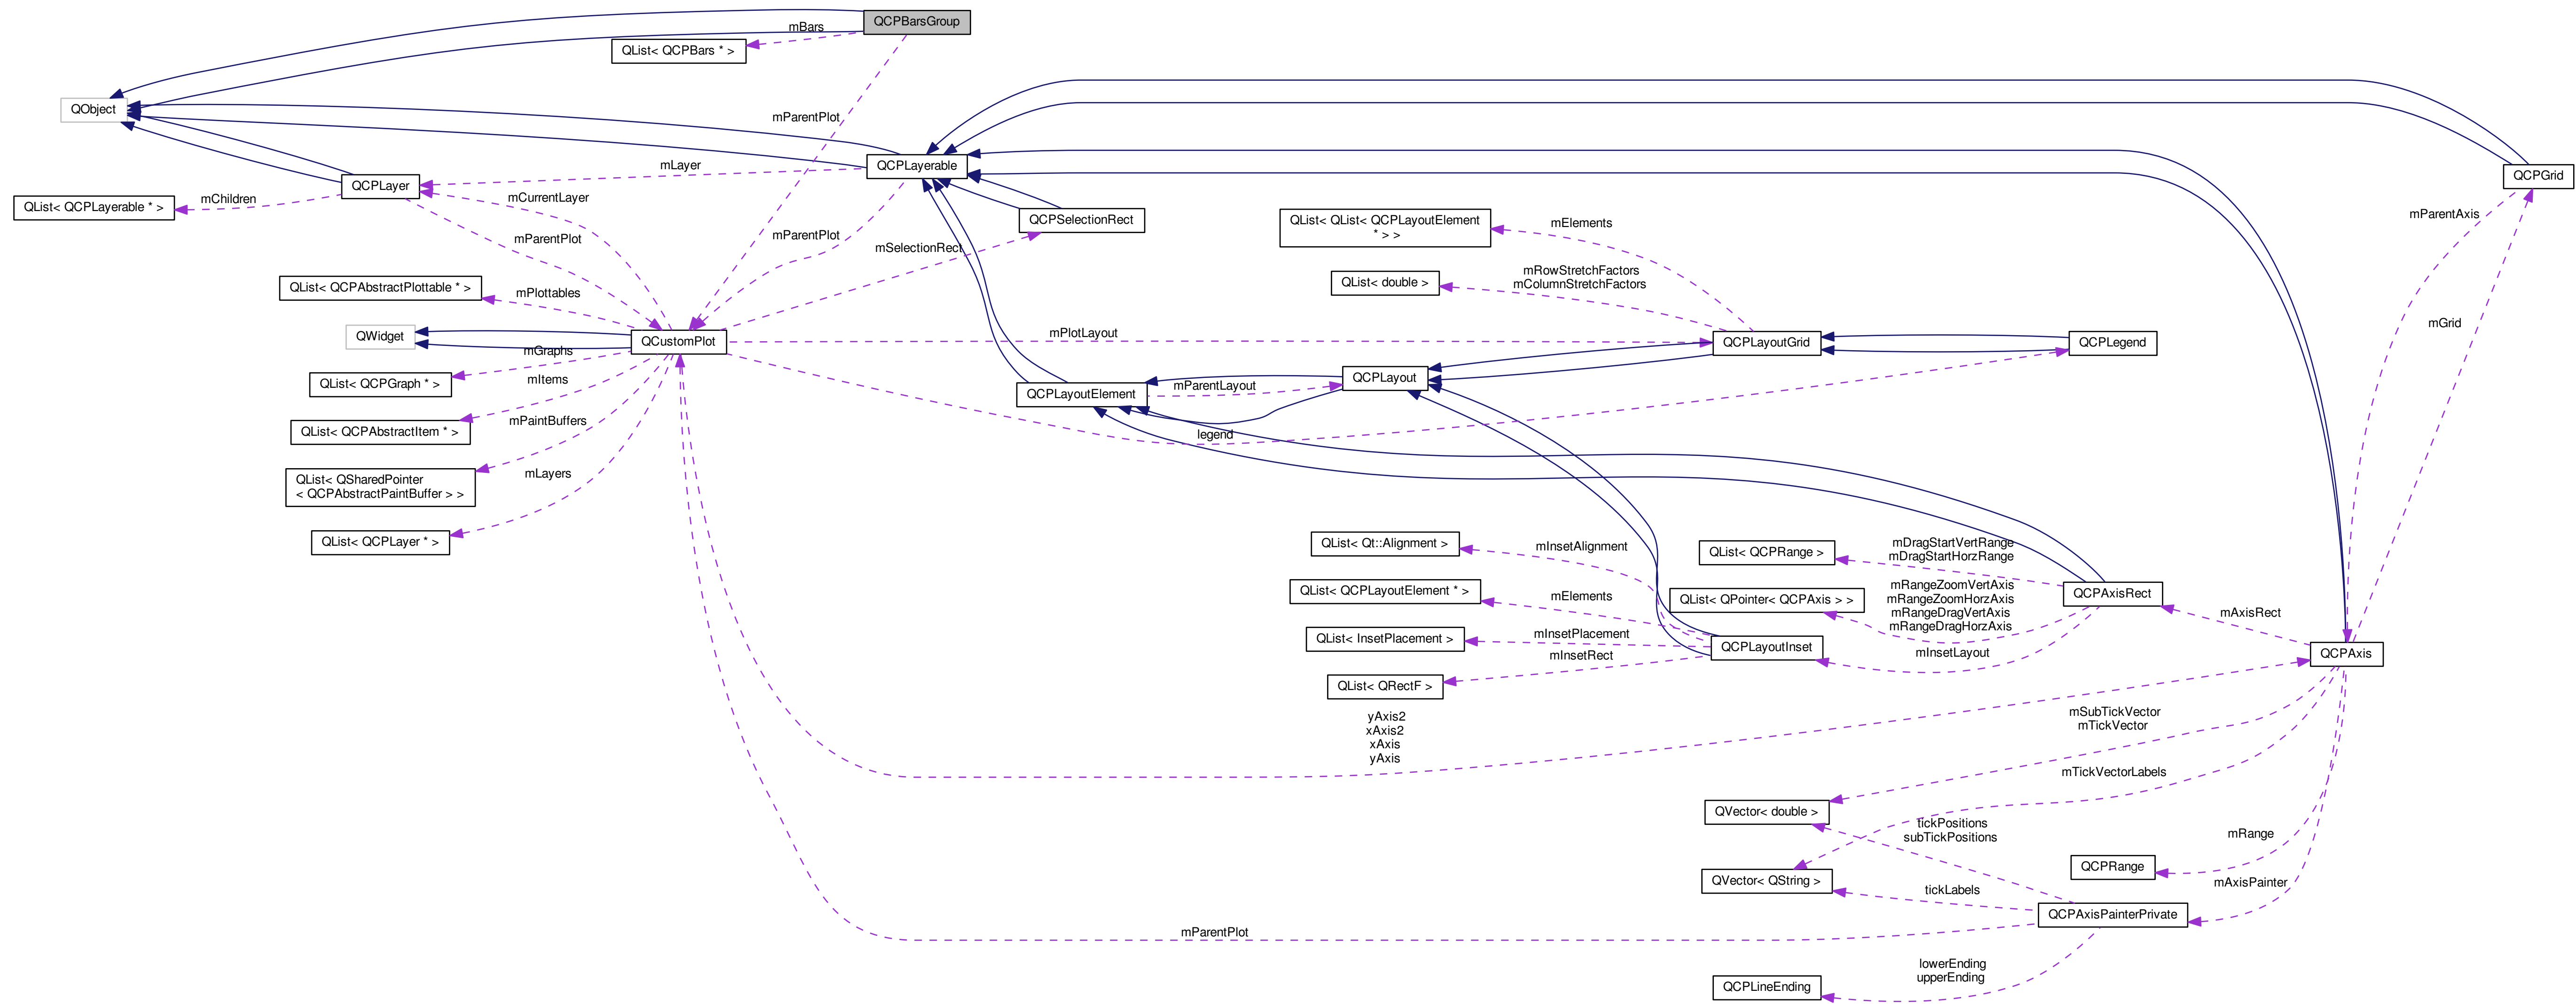 QCPBarsGroup
mBars
QList< QCPBars * >
QObject
mParentPlot
QCPLayerable
mLayer
QCPLayer
QCPGrid
QList< QCPLayerable * >
mChildren
mCurrentLayer
QCPSelectionRect
QList< QList< QCPLayoutElement
* > >
mElements
mParentAxis
mParentPlot
mParentPlot
mSelectionRect
QList< QCPAbstractPlottable * >
mPlottables
QList< double >
mRowStretchFactors
mColumnStretchFactors
mGrid
QWidget
QCustomPlot
mPlotLayout
QCPLayoutGrid
QCPLegend
mGraphs
QList< QCPGraph * >
mItems
QCPLayoutElement
mParentLayout
QCPLayout
QList< QCPAbstractItem * >
mPaintBuffers
legend
QList< QSharedPointer
< QCPAbstractPaintBuffer > >
mLayers
QList< QCPLayer * >
QList< Qt::Alignment >
mInsetAlignment
QList< QCPRange >
mDragStartVertRange
mDragStartHorzRange
QList< QCPLayoutElement * >
mElements
QList< QPointer< QCPAxis > >
mRangeZoomVertAxis
mRangeZoomHorzAxis
mRangeDragVertAxis
mRangeDragHorzAxis
QCPAxisRect
mAxisRect
QList< InsetPlacement >
mInsetPlacement
QCPLayoutInset
mInsetLayout
QCPAxis
mInsetRect
QList< QRectF >
yAxis2
xAxis2
xAxis
yAxis
mSubTickVector
mTickVector
mTickVectorLabels
QVector< double >
tickPositions
subTickPositions
mRange
QCPRange
QVector< QString >
tickLabels
mAxisPainter
QCPAxisPainterPrivate
mParentPlot
lowerEnding
upperEnding
QCPLineEnding